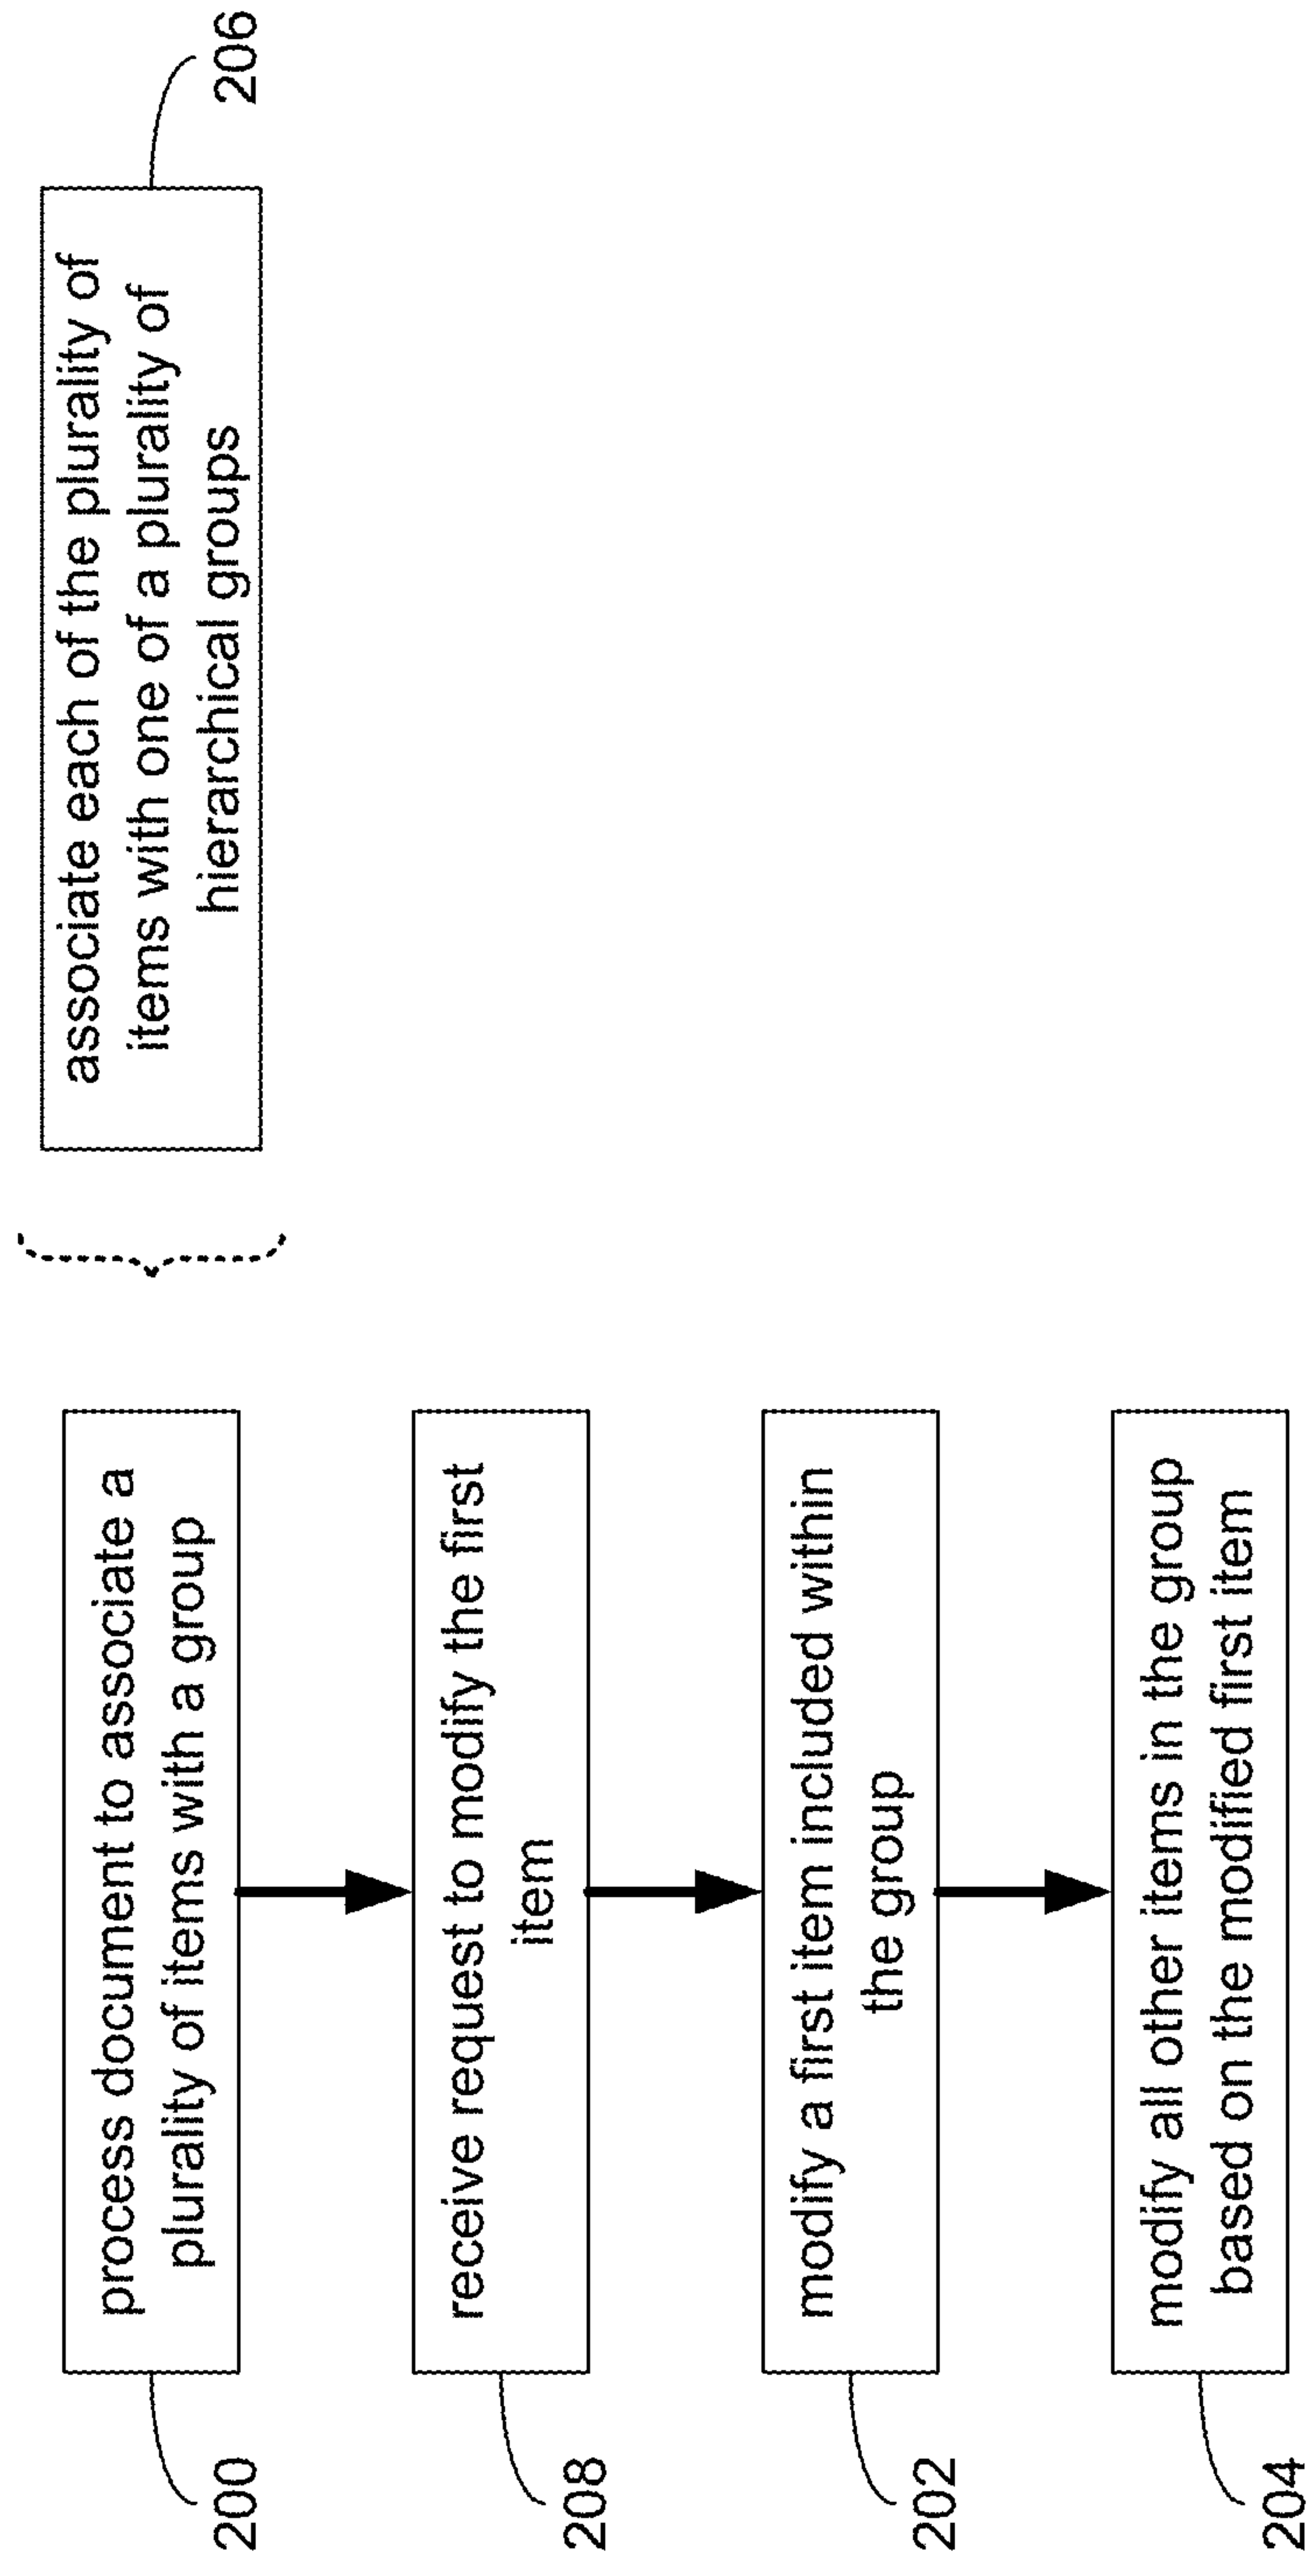 process document to associate a
plurality of items with a group
200
associate each of the plurality of
items with one of a plurality of
hierarchical groups
206
receive request to modify the first
item
208
modify a first item included within
the group
202
modify all other items in the group
based on the modified first item
204